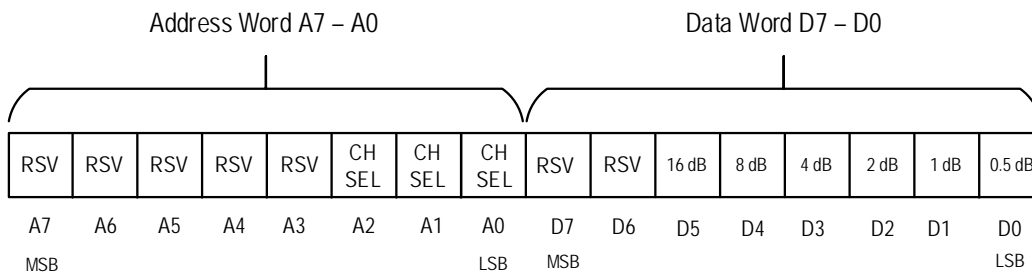 Address Word A7 – A0 Data Word D7 – D0
RSV RSV RSV RSV RSV CH SEL CH SEL CH SEL RSV RSV 16 dB 8 dB 4 dB 2 dB 1 dB 0.5 dB
A7 A6 A5 A4 A3 A2 A1 A0 D7 D6 D5 D4 D3 D2 D1 D0
MSB LSB MSB LSB